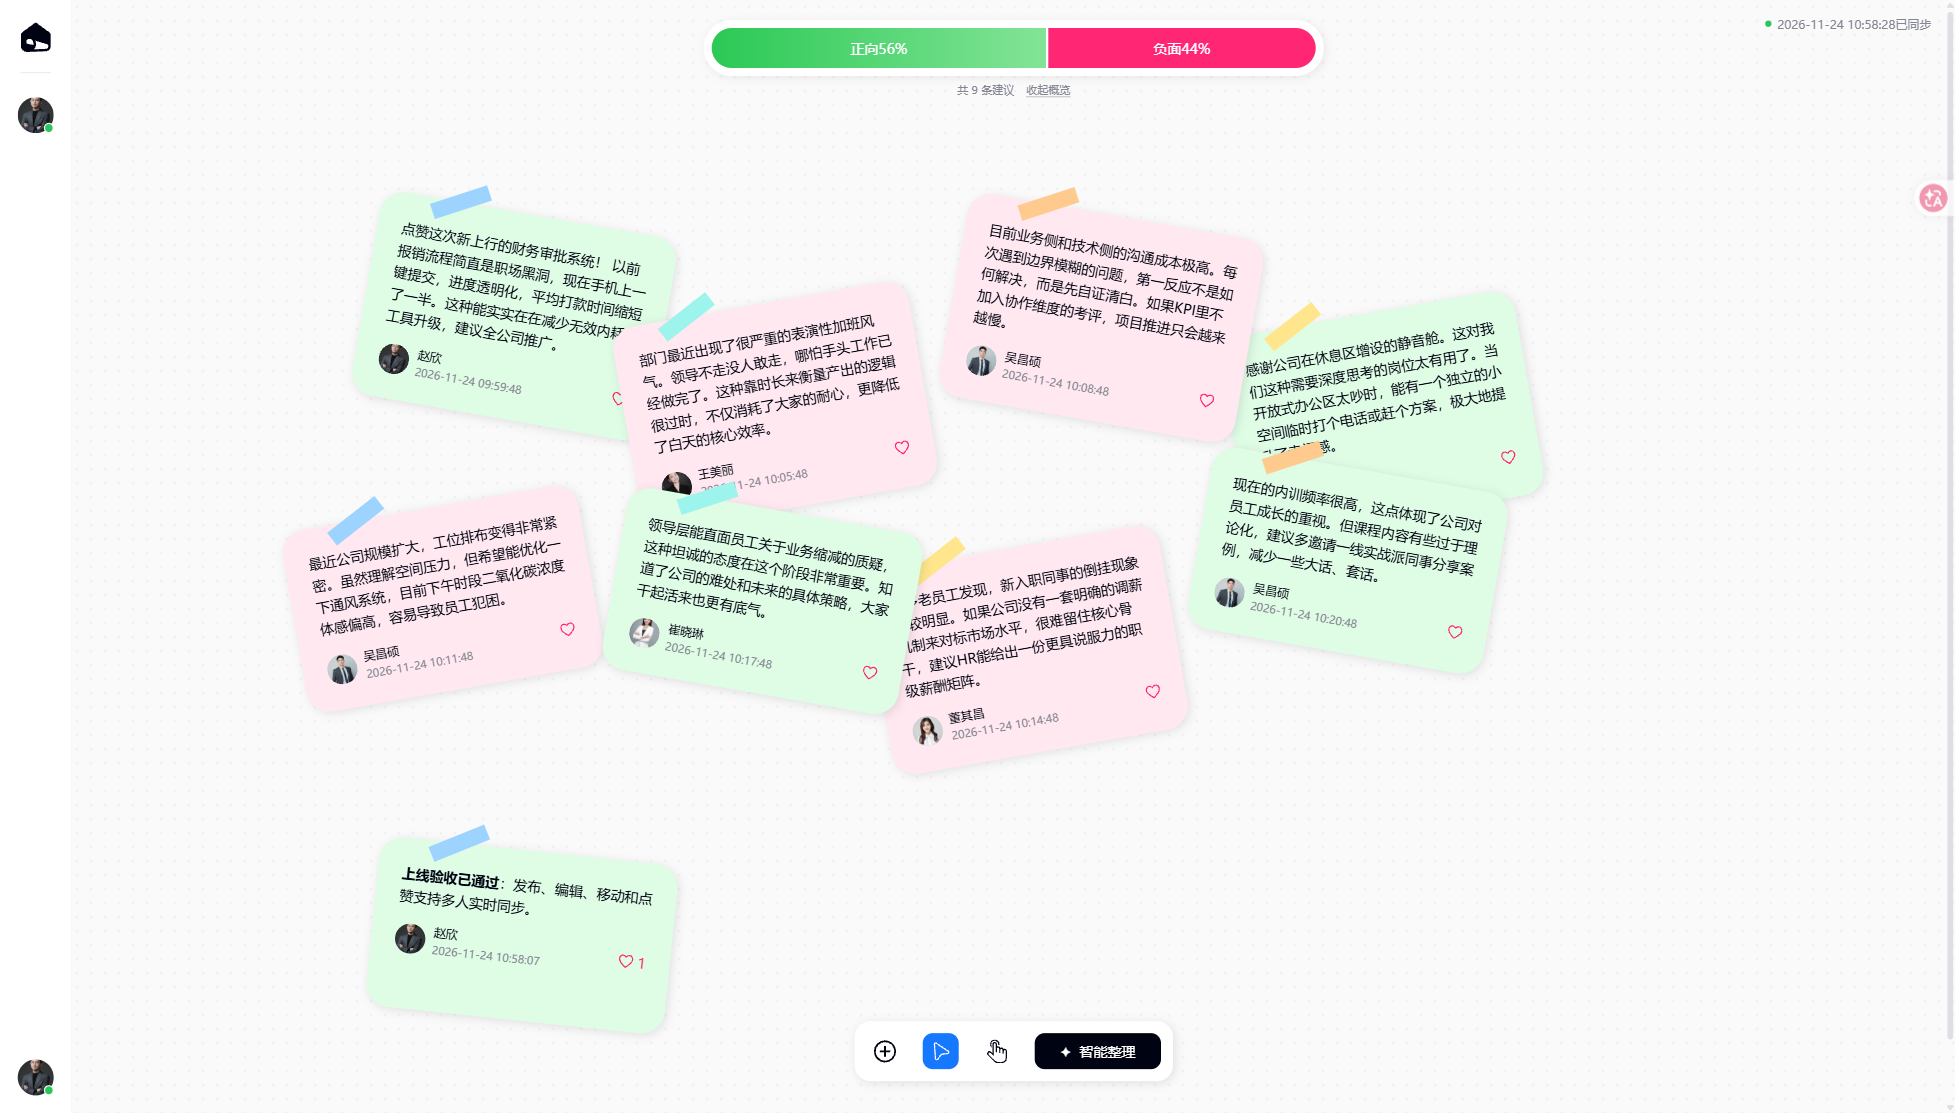 正向56%
负面44%
2026-11-24 10:58:28已同步
共 9 条建议 收起概览
点赞这次新上行的财务审批系统！以前
报销流程简直是职场黑洞，现在手机上一
键提交，进度透明化，平均打款时间缩短
了一半。这种能实实在在减少无效内耗
工具升级，建议全公司推广。
赵欣
2026-11-24 09:59:48
部门最近出现了很严重的表演性加班风
气。领导不走没人敢走，哪怕手头工作已
经做完了。这种靠时长来衡量产出的逻辑
很过时，不仅消耗了大家的耐心，更降低
了白天的核心效率。
王美丽
11-24 10:05:48
目前业务侧和技术侧的沟通成本极高。每
次遇到边界模糊的问题，第一反应不是如
何解决，而是先自证清白。如果KPI里不
加入协作维度的考评，项目推进只会越来
越慢。
吴昌硕
2026-11-24 10:08:48
感谢公司在休息区增设的静音舱。这对我
们这种需要深度思考的岗位太有用了。当
开放式办公区太吵时，能有一个独立的小
空间临时打个电话或赶个方案，极大地提
感。
现在的内训频率很高，这点体现了公司对
员工成长的重视。但课程内容有些过于理
论化，建议多邀请一线实战派同事分享案
例，减少一些大话、套话。
吴昌硕
2026-11-24 10:20:48
最近公司规模扩大，工位排布变得非常紧
密。虽然理解空间压力，但希望能优化一
下通风系统，目前下午时段二氧化碳浓度
体感偏高，容易导致员工犯困。
吴昌硕
2026-11-24 10:11:48
领导层能直面员工关于业务缩减的质疑，
这种坦诚的态度在这个阶段非常重要。知
道了公司的难处和未来的具体策略，大家
干起活来也更有底气。
崔晓琳
2026-11-24 10:17:48
老员工发现，新入职同事的倒挂现象
较明显。如果公司没有一套明确的调薪
机制来对标市场水平，很难留住核心骨
干，建议HR能给出一份更具说服力的职
级薪酬矩阵。
董其昌
2026-11-24 10:14:48
上线验收已通过：发布、编辑、移动和点
赞支持多人实时同步。
赵欣
2026-11-24 10:58:07
1
智能整理